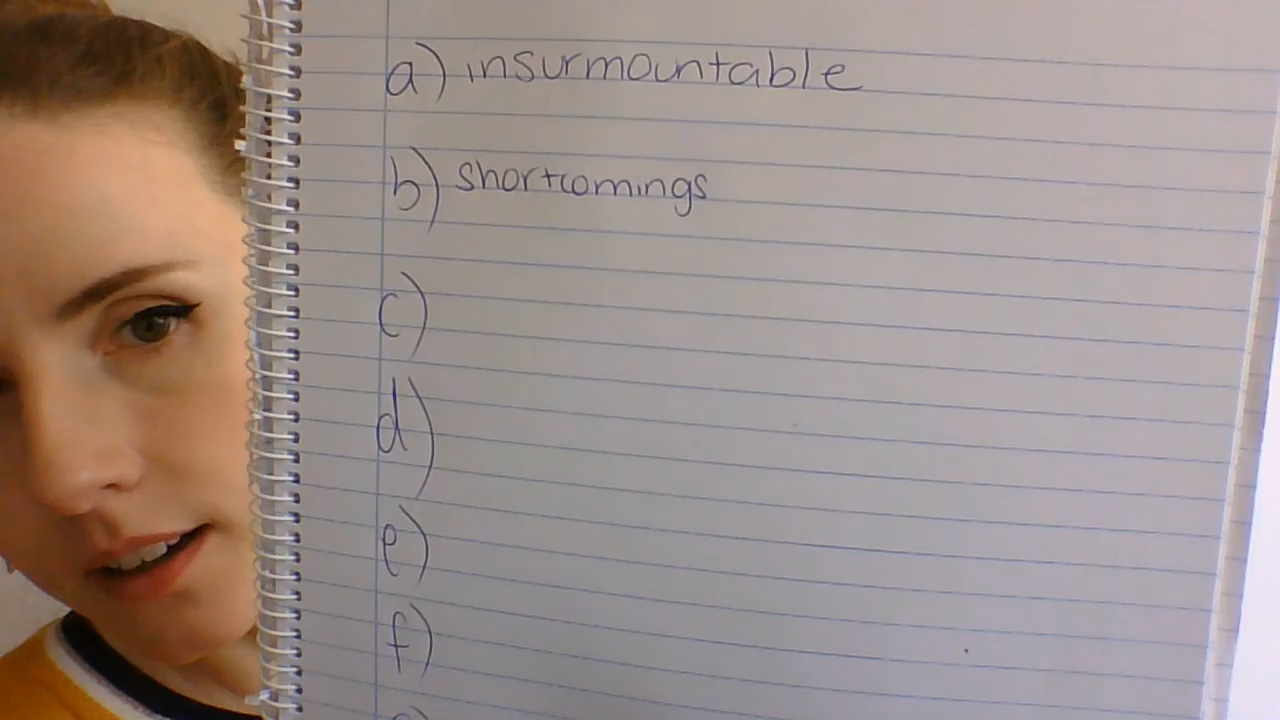 a) insurmountable
b) shortcomings
c)
d)
e)
f)